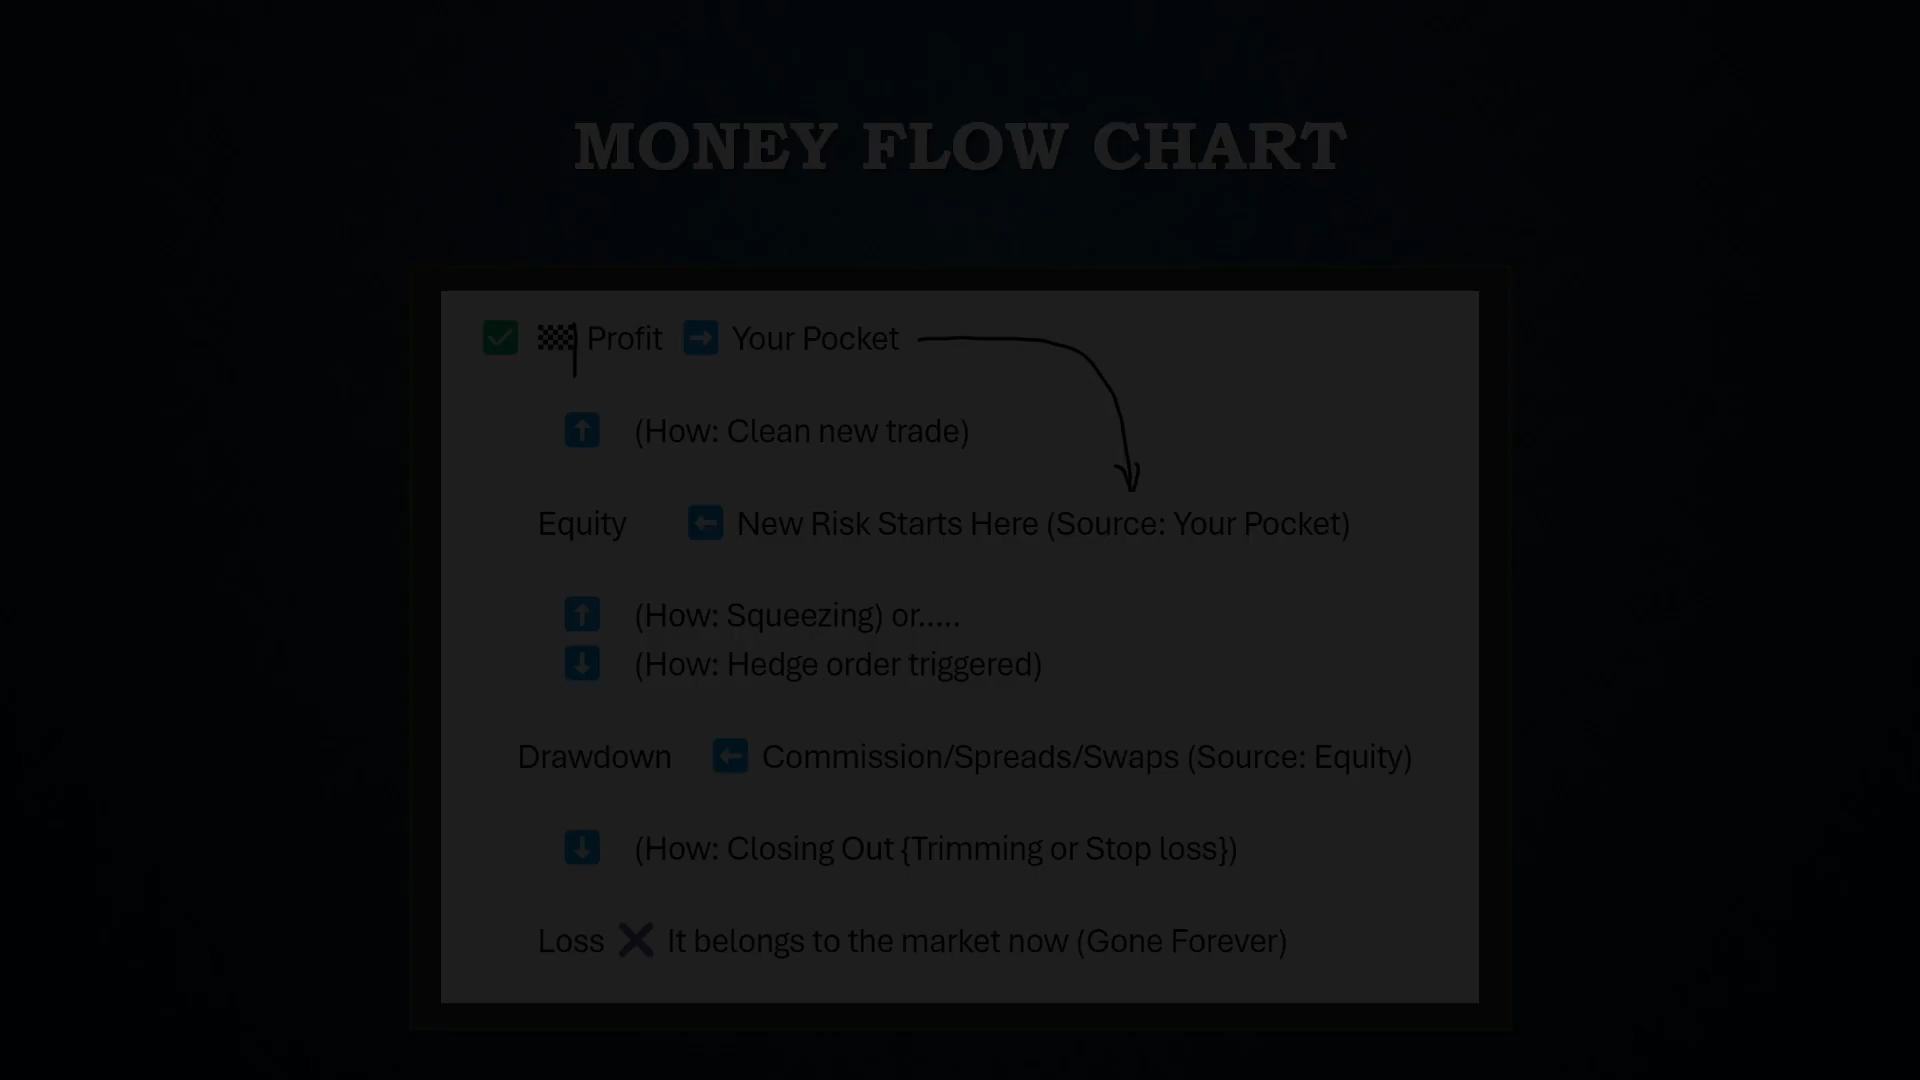 MONEY FLOW CHART
✅ 🏁 Profit ➡️ Your Pocket
⬆️ (How: Clean new trade)
Equity ⬅️ New Risk Starts Here (Source: Your Pocket)
⬆️ (How: Squeezing) or.....
⬇️ (How: Hedge order triggered)
Drawdown ⬅️ Commission/Spreads/Swaps (Source: Equity)
⬇️ (How: Closing Out {Trimming or Stop loss})
Loss ❌ It belongs to the market now (Gone Forever)